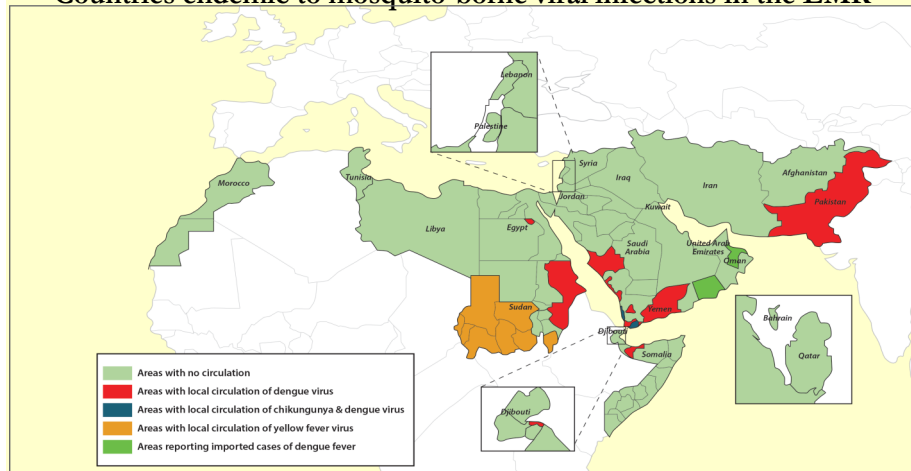 Countries endemic to mosquito-borne viral infections in the EMR
Lebanon
Palestine
Syria
Afghanistan
Iraq
Iran
Morocco
Tunisia
Jordan
Pakistan
Kuwait
Libya
Egypt
Saudi
Arabia
United Arab
Emirates
Oman
Sudan
Yemen
Bahrain
Djibouti
Somalia
Qatar
Areas with no circulation
Areas with local circulation of dengue virus
Areas with local circulation of chikungunya & dengue virus
Areas with local circulation of yellow fever virus
Areas reporting imported cases of dengue fever
Djibouti